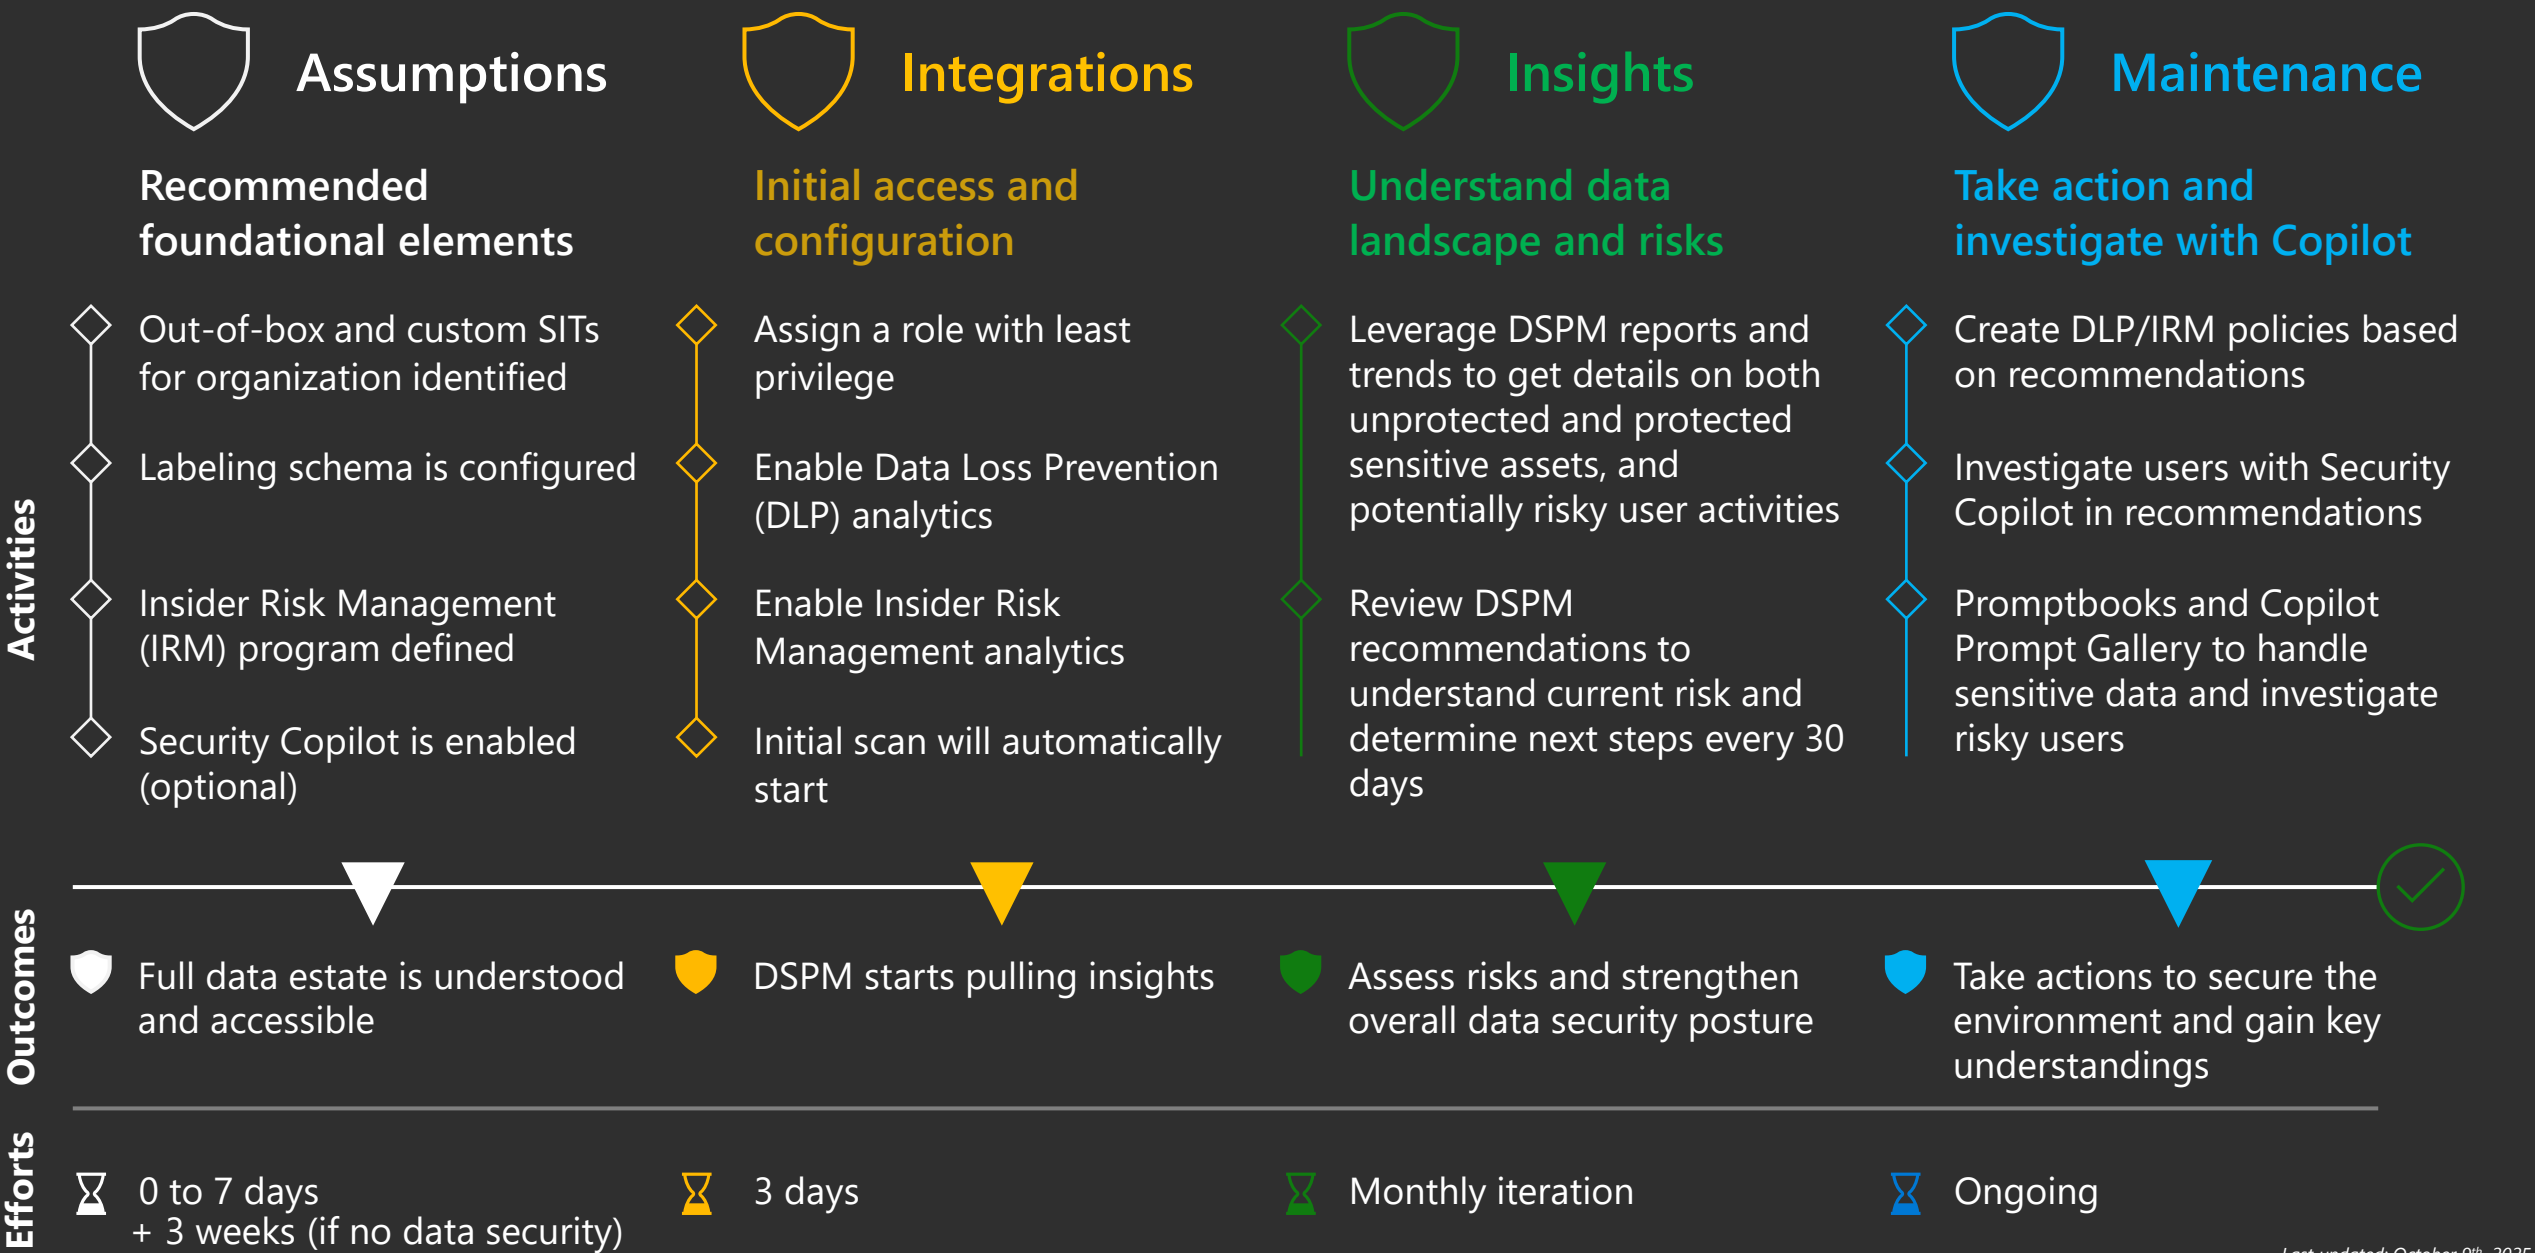 Assumptions
Recommended
foundational elements
Out-of-box and custom SITs
for organization identified
Labeling schema is configured
Insider Risk Management
(IRM) program defined
Security Copilot is enabled
(optional)
Integrations
Initial access and
configuration
Assign a role with least
privilege
Enable Data Loss Prevention
(DLP) analytics
Enable Insider Risk
Management analytics
Initial scan will automatically
start
Insights
Understand data
landscape and risks
Leverage DSPM reports and
trends to get details on both
unprotected and protected
sensitive assets, and
potentially risky user activities
Review DSPM
recommendations to
understand current risk and
determine next steps every 30
days
Maintenance
Take action and
investigate with Copilot
Create DLP/IRM policies based
on recommendations
Investigate users with Security
Copilot in recommendations
Promptbooks and Copilot
Prompt Gallery to handle
sensitive data and investigate
risky users
Activities
Outcomes
Full data estate is understood
and accessible
DSPM starts pulling insights
Assess risks and strengthen
overall data security posture
Take actions to secure the
environment and gain key
understandings
Efforts
0 to 7 days
+ 3 weeks (if no data security)
3 days
Monthly iteration
Ongoing
Last updated: October 9th, 2025